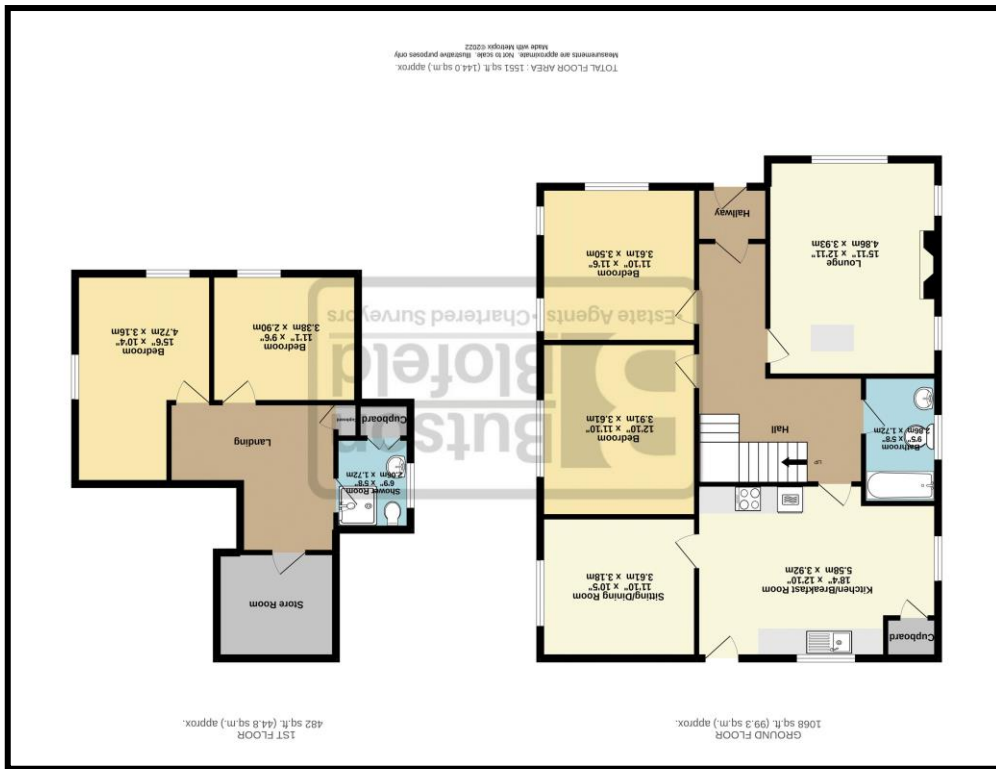 GROUND FLOOR
1068 sq.ft. (99.3 sq.m.) approx.
1ST FLOOR
482 sq.ft. (44.8 sq.m.) approx.
Cupboard
Kitchen/Breakfast Room
18'4" x 12'10"
5.58m x 3.92m
Sitting/Dining Room
11'10" x 10'5"
3.61m x 3.18m
Bathroom
9'5" x 5'8"
2.86m x 1.72m
UP
Hall
Bedroom
12'10" x 11'10"
3.91m x 3.61m
Lounge
15'11" x 12'11"
4.86m x 3.93m
Bedroom
11'10" x 11'6"
3.61m x 3.50m
Hallway
Store Room
Shower Room
6'9" x 5'8"
2.06m x 1.72m
Cupboard
Cupboard
Landing
Bedroom
11'1" x 9'6"
3.38m x 2.90m
Bedroom
15'6" x 10'4"
4.72m x 3.16m
Butson
Blofeld
Estate Agents • Chartered Surveyors
TOTAL FLOOR AREA : 1551 sq.ft. (144.0 sq.m.) approx.
Measurements are approximate. Not to scale. Illustrative purposes only
Made with Metropix ©2022